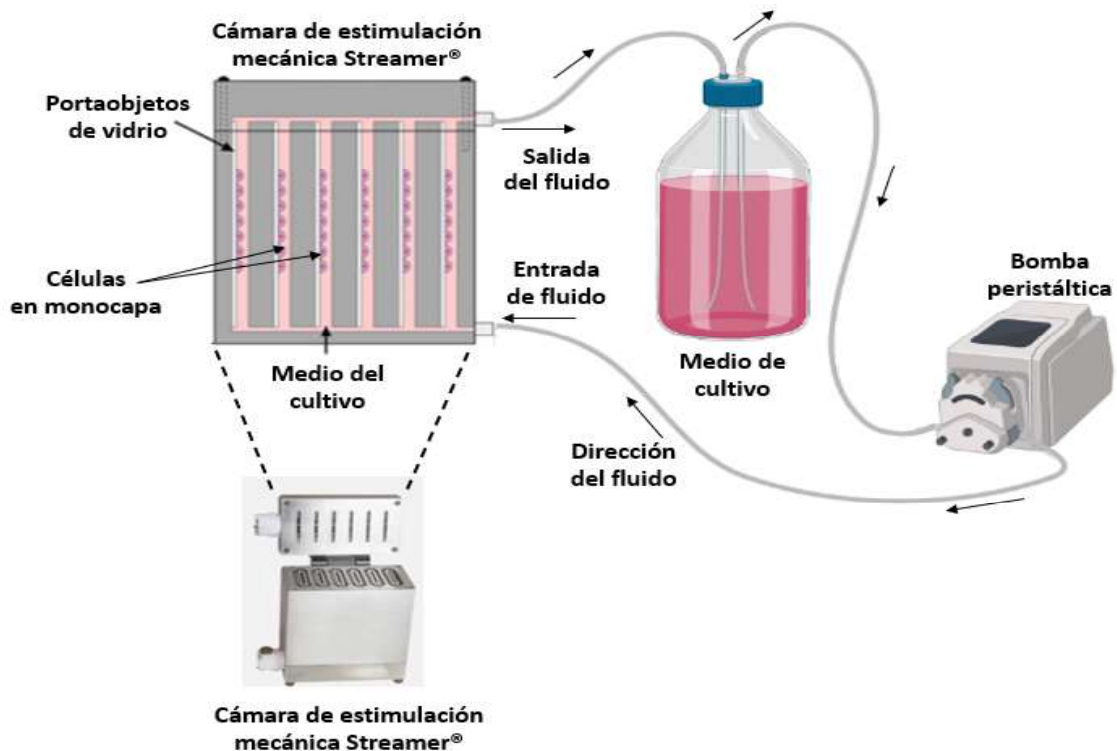 Cámara de estimulación
mecánica Streamer®
Portaobjetos
de vidrio
Salida
del fluido
Células
en monocapa
Entrada
de fluido
Bomba
peristáltica
Medio del
cultivo
Medio de
cultivo
Dirección
del fluido
Cámara de estimulación
mecánica Streamer®